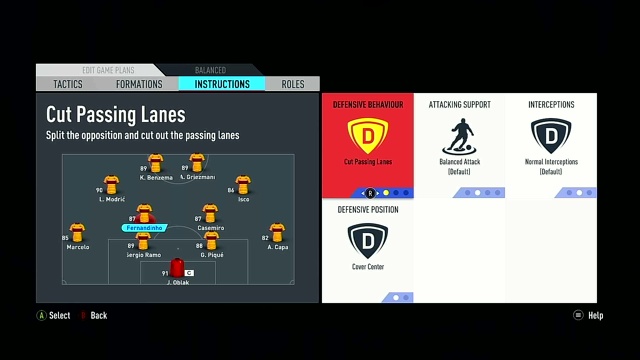 EDIT GAME PLANS
BALANCED
TACTICS
FORMATIONS
INSTRUCTIONS
ROLES
Cut Passing Lanes
Split the opposition and cut out the passing lanes
89
K. Benzema
89
A. Griezmann
90
L. Modrić
86
Isco
87
Fernandinho
87
Casemiro
85
Marcelo
89
Sergio Ramo
88
G. Piqué
82
A. Capa
91
C
J. Oblak
DEFENSIVE BEHAVIOUR
D
Cut Passing Lanes
R
ATTACKING SUPPORT
Balanced Attack
(Default)
INTERCEPTIONS
D
Normal Interceptions
(Default)
DEFENSIVE POSITION
D
Cover Center
A Select
B Back
Help